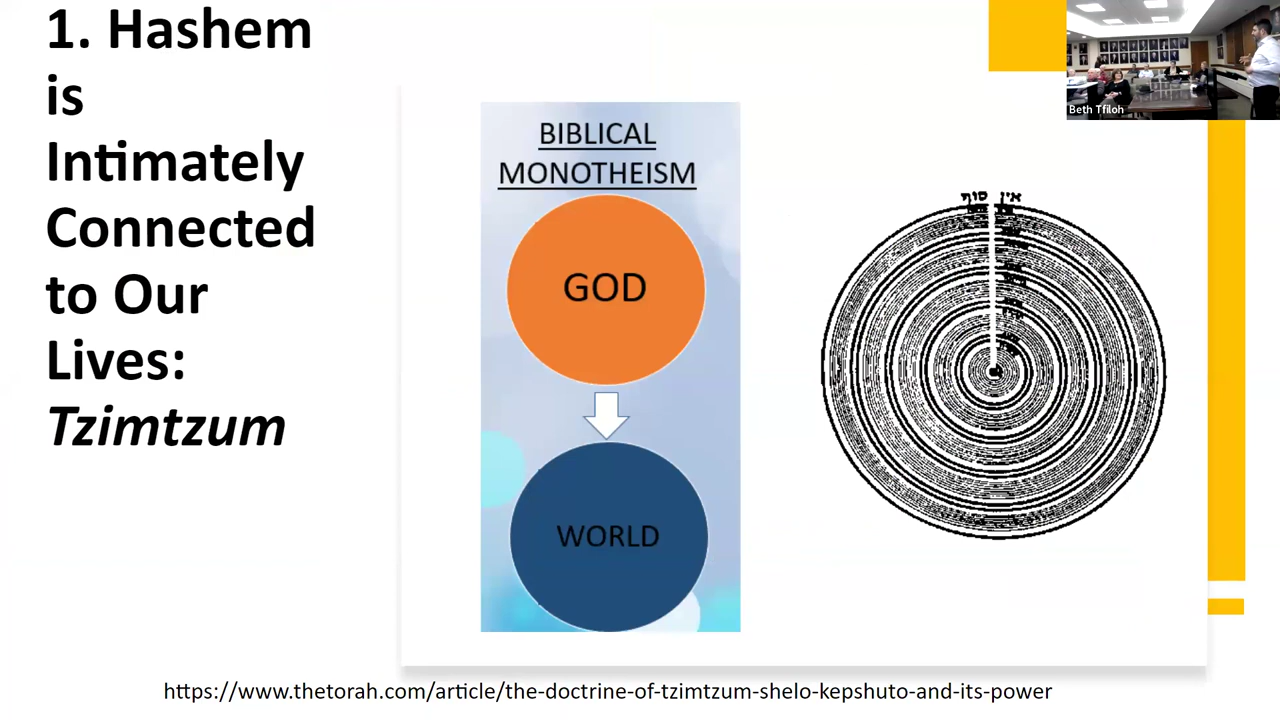 1. Hashem
is
Intimately
Connected
to Our
Lives:
Tzimtzum
BIBLICAL
MONOTHEISM
GOD
WORLD
אין סוף
Beth Tfiloh
https://www.thetorah.com/article/the-doctrine-of-tzimtzum-shelo-kepshuto-and-its-power